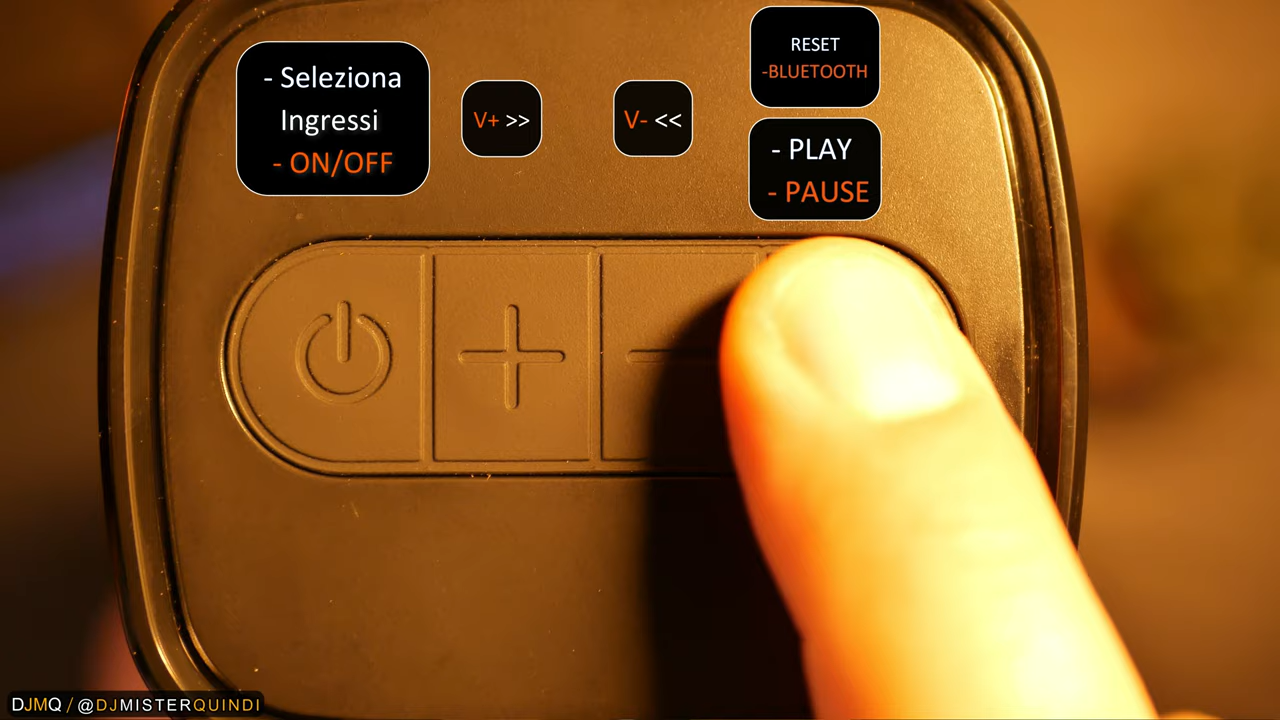 - Seleziona
Ingressi
- ON/OFF
V+ >>
V- <<
RESET
-BLUETOOTH
- PLAY
- PAUSE
DJMQ / @DJMISTERQUINDI